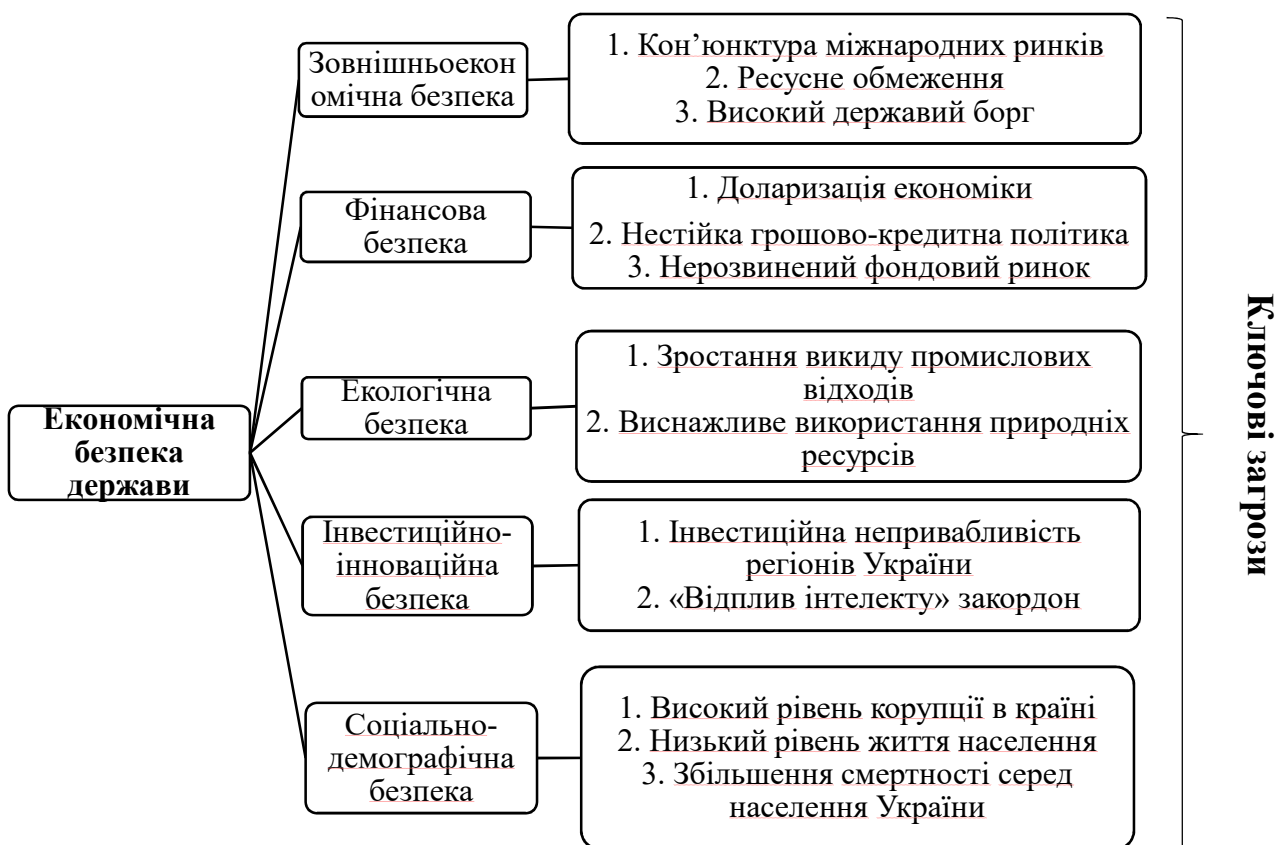 Економічна
безпека
держави
Зовнішньоекон
омічна безпека
1. Кон’юнктура міжнародних ринків
2. Ресусне обмеження
3. Високий державий борг
Фінансова
безпека
1. Доларизація економіки
2. Нестійка грошово-кредитна політика
3. Нерозвинений фондовий ринок
Екологічна
безпека
1. Зростання викиду промислових
відходів
2. Виснажливе використання природніх
ресурсів
Інвестиційно-
інноваційна
безпека
1. Інвестиційна непривабливість
регіонів України
2. «Відплив інтелекту» закордон
Соціально-
демографічна
безпека
1. Високий рівень корупції в країні
2. Низький рівень життя населення
3. Збільшення смертності серед
населення України
Ключові загрози